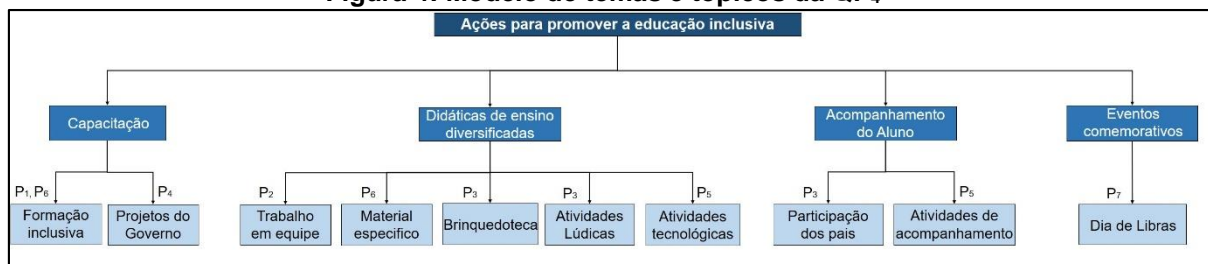 Ações para promover a educação inclusiva
Capacitação
Didáticas de ensino
diversificadas
Acompanhamento
do Aluno
Eventos
comemorativos
P1, P6
P4
P2
P6
P3
P3
P5
P3
P5
P7
Formação
inclusiva
Projetos do
Governo
Trabalho
em equipe
Material
especifico
Brinquedoteca
Atividades
Lúdicas
Atividades
tecnológicas
Participação
dos pais
Atividades de
acompanhamento
Dia de Libras